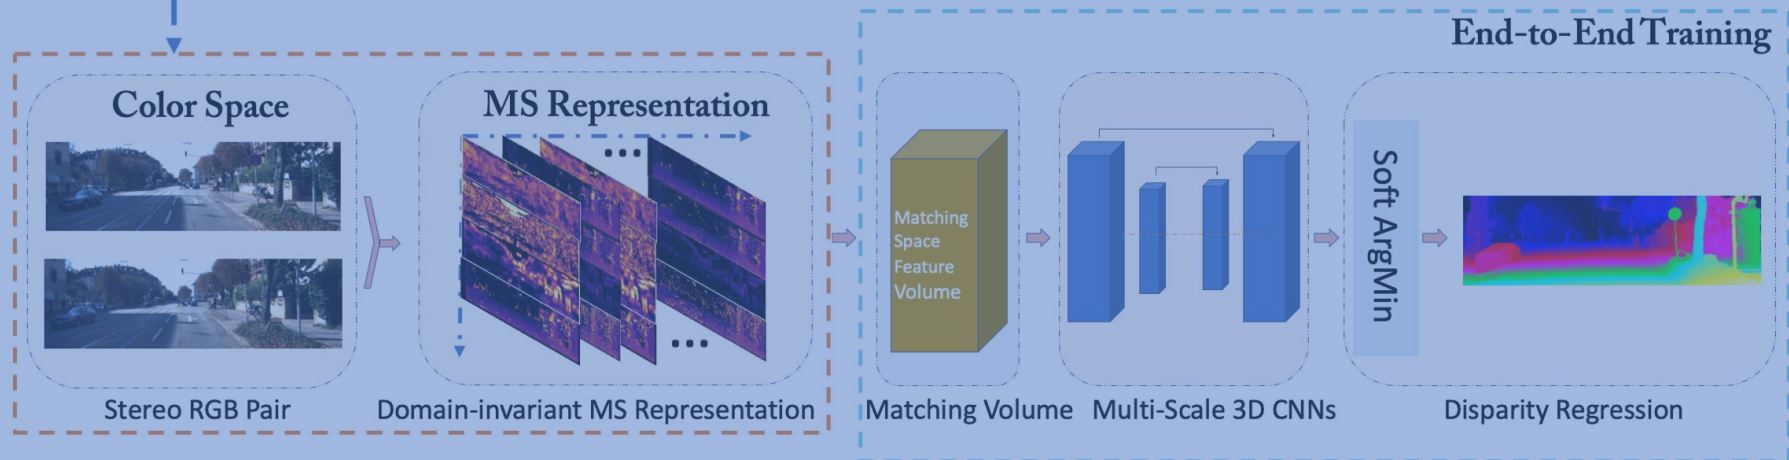 End-to-End Training
Color Space
MS Representation
...
Matching
Space
Feature
Volume
Soft ArgMin
...
Stereo RGB Pair
Domain-invariant MS Representation
Matching Volume
Multi-Scale 3D CNNs
Disparity Regression